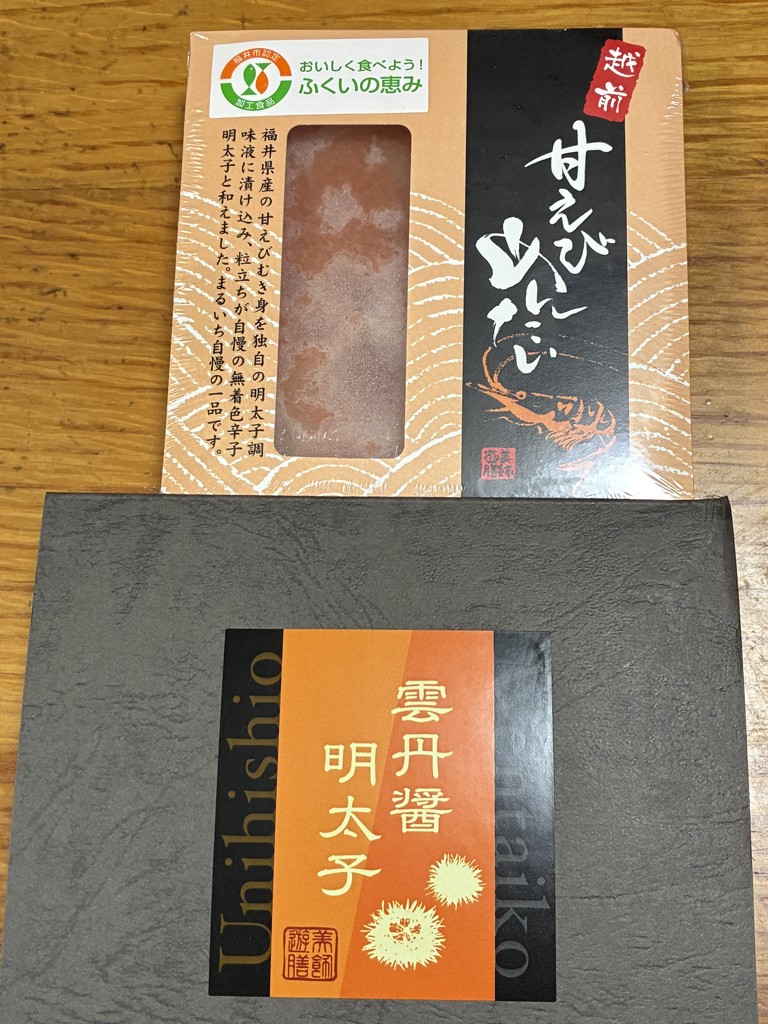 福井市認定
加工食品
おいしく食べよう!
ふくいの恵み
越前
甘えび
めんたい
福井県産の甘えびむき身を独自の明太子調
味液に漬け込み、粒立ちが自慢の無着色辛子
明太子と和えました。まるいち自慢の一品です。
雲丹醤
明太子
Unihishio